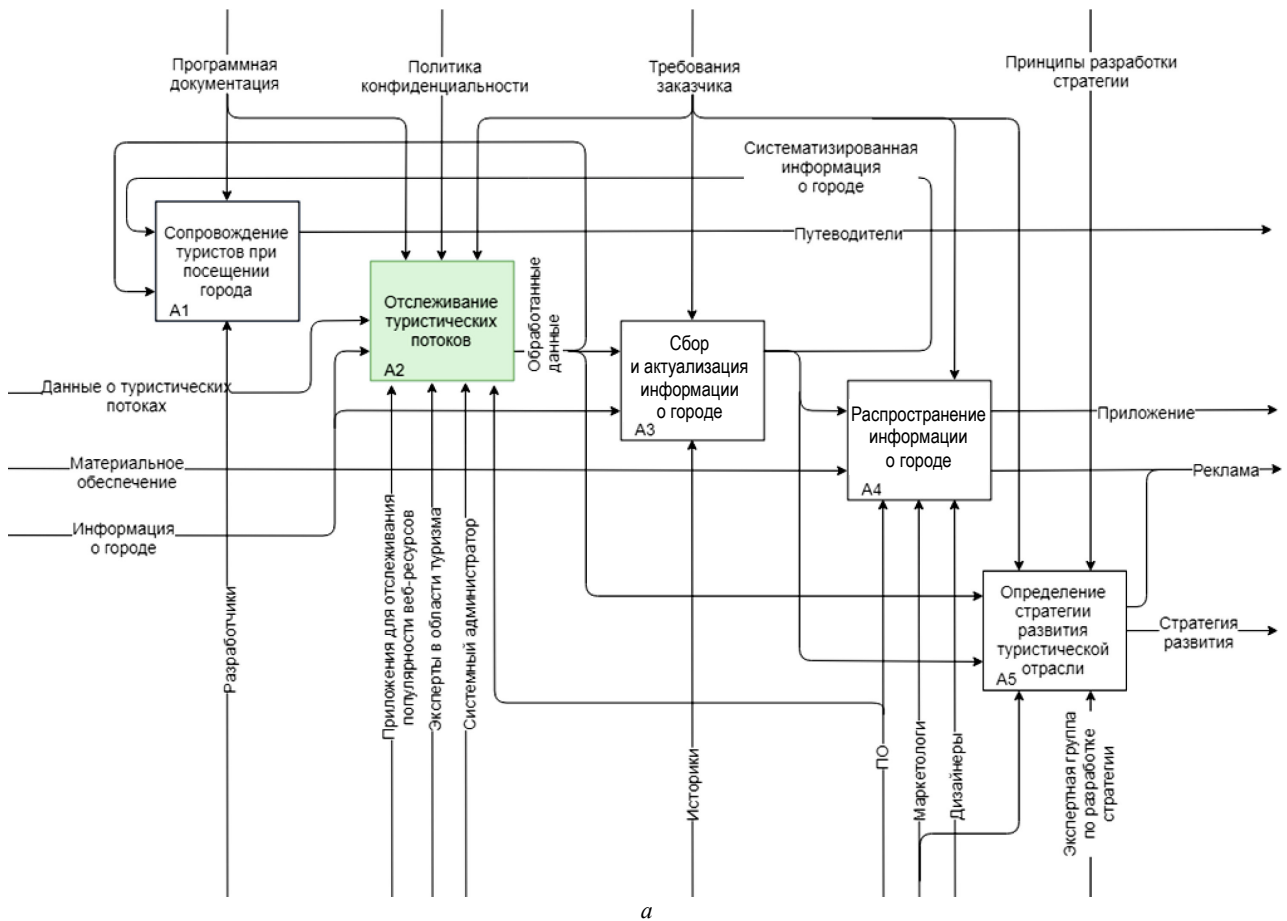 Программная
документация
Политика
конфиденциальности
Требования
заказчика
Принципы разработки
стратегии
Систематизированная
информация
о городе
Сопровождение
туристов при
посещении
города
A1
Путеводители
Отслеживание
туристических
потоков
A2
Обработанные
данные
Сбор
и актуализация
информации
о городе
A3
Данные о туристических
потоках
Распространение
информации
о городе
A4
Приложение
Материальное
обеспечение
Реклама
Информация
о городе
Определение
стратегии
развития
туристической
отрасли
A5
Стратегия
развития
Разработчики
Приложения для отслеживания
популярности веб-ресурсов
Эксперты в области туризма
Системный администратор
Историки
ПО
Маркетологи
Дизайнеры
Экспертная группа
по разработке
стратегии
а